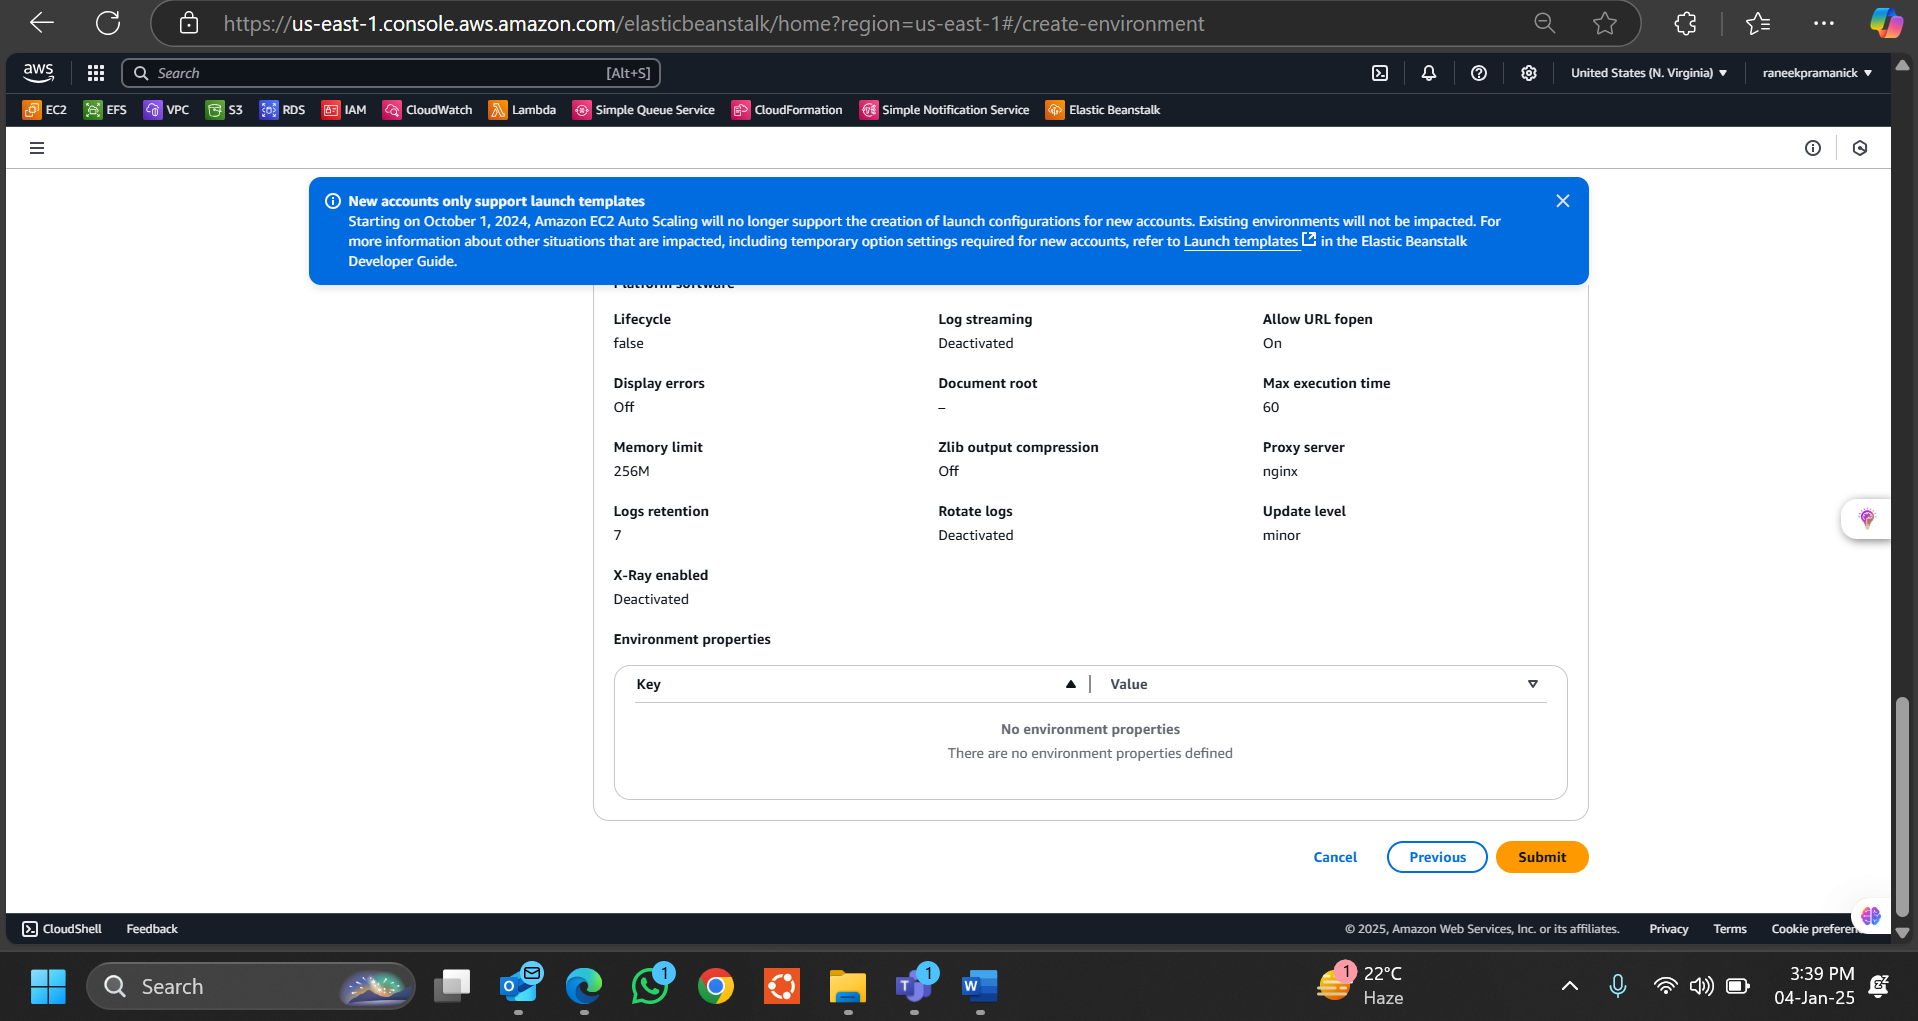 https://us-east-1.console.aws.amazon.com/elasticbeanstalk/home?region=us-east-1#/create-environment
aws
Search [Alt+S]
United States (N. Virginia) ▼
raneekpramanick ▼
EC2 EFS VPC S3 RDS IAM CloudWatch Lambda Simple Queue Service CloudFormation Simple Notification Service Elastic Beanstalk
New accounts only support launch templates
Starting on October 1, 2024, Amazon EC2 Auto Scaling will no longer support the creation of launch configurations for new accounts. Existing environments will not be impacted. For
more information about other situations that are impacted, including temporary option settings required for new accounts, refer to Launch templates in the Elastic Beanstalk
Developer Guide.
Platform software
Lifecycle Log streaming Allow URL fopen
false Deactivated On
Display errors Document root Max execution time
Off – 60
Memory limit Zlib output compression Proxy server
256M Off nginx
Logs retention Rotate logs Update level
7 Deactivated minor
X-Ray enabled
Deactivated
Environment properties
Key Value
No environment properties
There are no environment properties defined
Cancel Previous Submit
CloudShell Feedback © 2025, Amazon Web Services, Inc. or its affiliates. Privacy Terms Cookie preferen
Search
1
1
1
22°C
Haze
3:39 PM
04-Jan-25